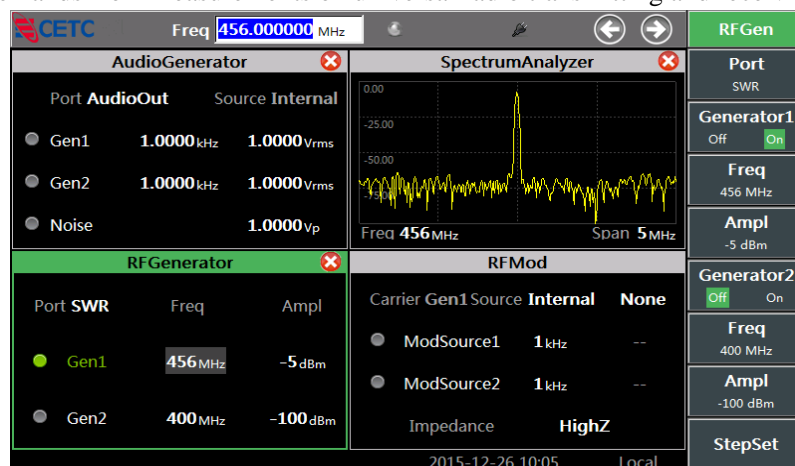 CETC Freq 456.000000 MHz RFGen
AudioGenerator
Port AudioOut Source Internal
Gen1 1.0000 kHz 1.0000 Vrms
Gen2 1.0000 kHz 1.0000 Vrms
Noise 1.0000 Vp
SpectrumAnalyzer
0.00
-25.00
-50.00
-75.00
Freq 456 MHz Span 5 MHz
RFGenerator
Port SWR Freq Ampl
Gen1 456 MHz -5 dBm
Gen2 400 MHz -100 dBm
RFMod
Carrier Gen1 Source Internal None
ModSource1 1 kHz --
ModSource2 1 kHz --
Impedance HighZ
2015-12-26 10:05 Local
Port
SWR
Generator1
Off On
Freq
456 MHz
Ampl
-5 dBm
Generator2
Off On
Freq
400 MHz
Ampl
-100 dBm
StepSet